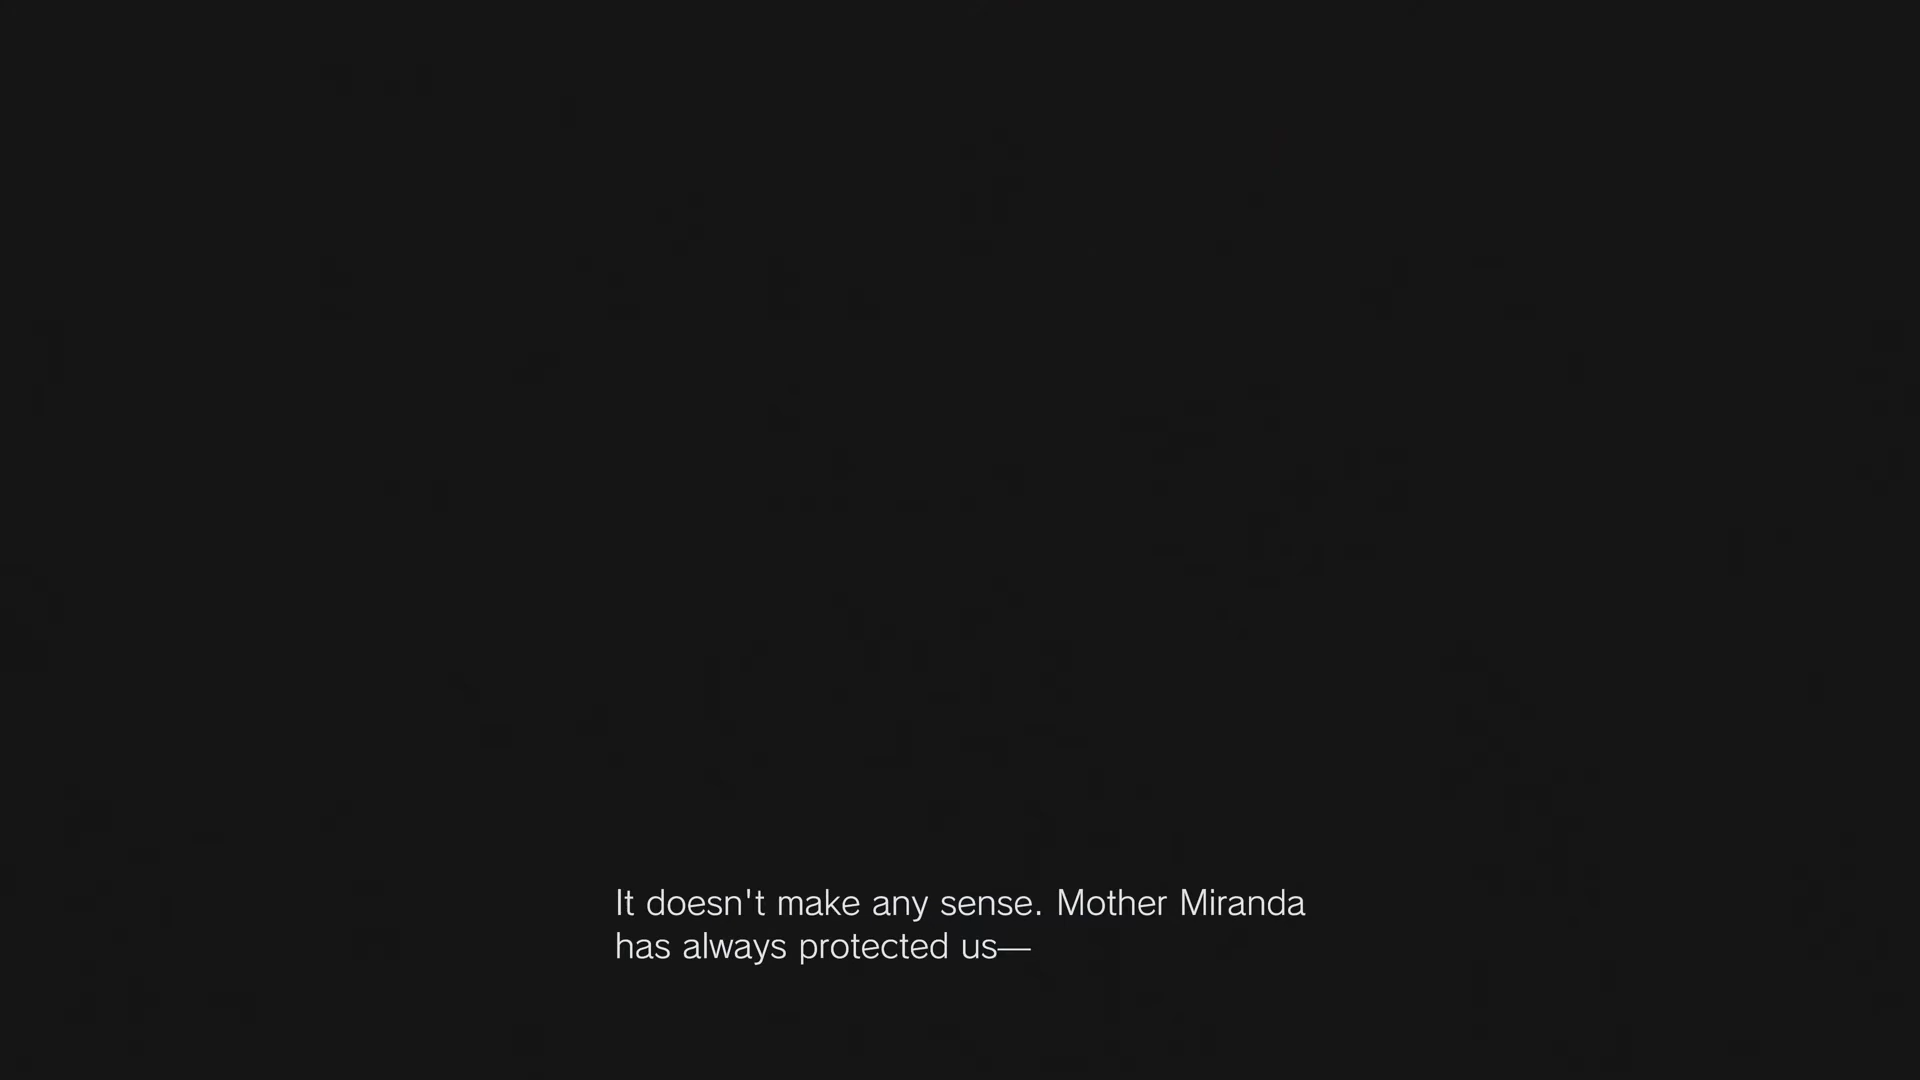 It doesn't make any sense. Mother Miranda
has always protected us—